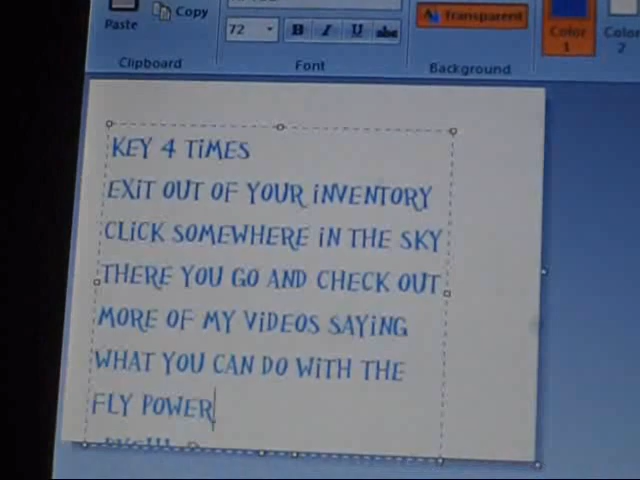 Paste
Copy
Clipboard
72
B I U abc
Font
Transparent
Background
Color
1
Color
2
KEY 4 TiMES
EXiT OUT OF YOUR iNVENTORY
CLiCK SOMEWHERE iN THE SKY
THERE YOU GO AND CHECK OUT
MORE OF MY ViDEOS SAYiNG
WHAT YOU CAN DO WiTH THE
FLY POWER